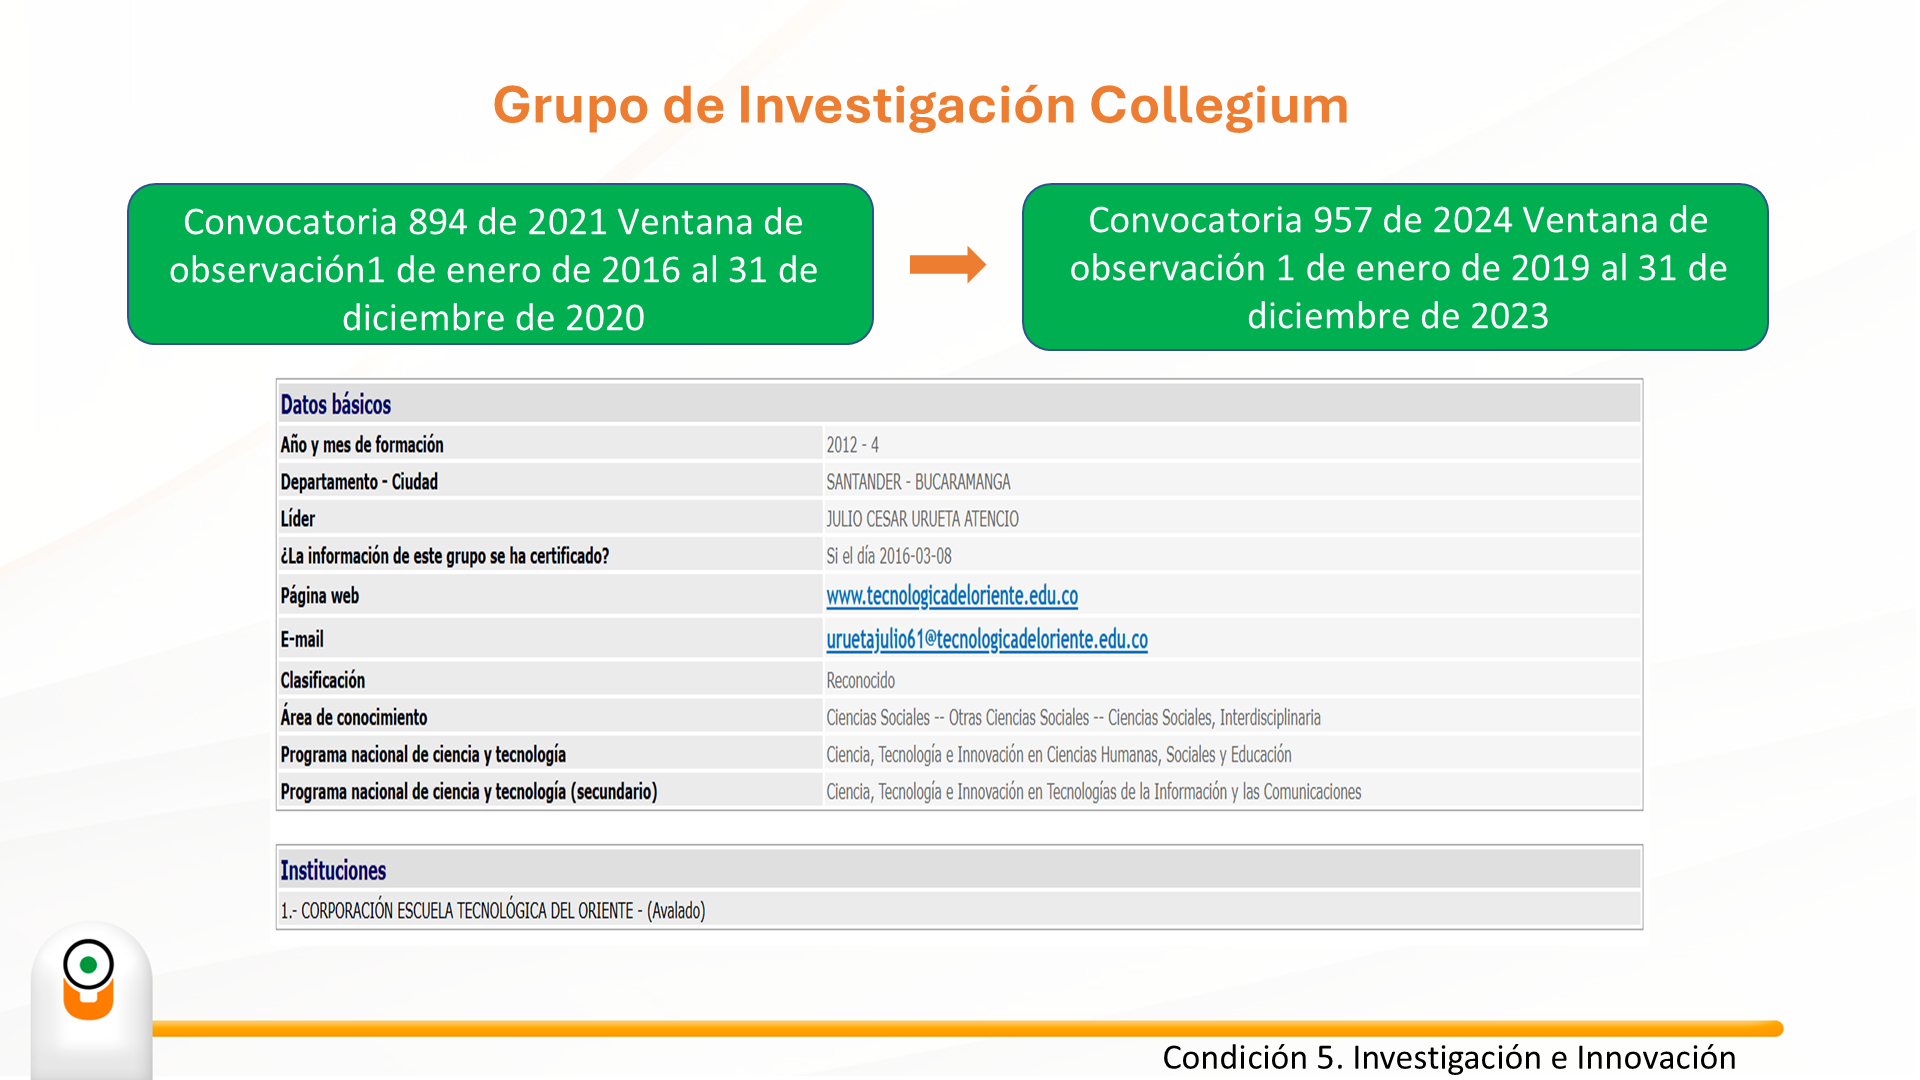 Grupo de Investigación Collegium
Convocatoria 894 de 2021 Ventana de
observación1 de enero de 2016 al 31 de
diciembre de 2020
Convocatoria 957 de 2024 Ventana de
observación 1 de enero de 2019 al 31 de
diciembre de 2023
Datos básicos
Año y mes de formación 2012 - 4
Departamento - Ciudad SANTANDER - BUCARAMANGA
Líder JULIO CESAR URUETA ATENCIO
¿La información de este grupo se ha certificado? Si el día 2016-03-08
Página web www.tecnologicadeloriente.edu.co
E-mail uruetajulio61@tecnologicadeloriente.edu.co
Clasificación Reconocido
Área de conocimiento Ciencias Sociales -- Otras Ciencias Sociales -- Ciencias Sociales, Interdisciplinaria
Programa nacional de ciencia y tecnología Ciencia, Tecnología e Innovación en Ciencias Humanas, Sociales y Educación
Programa nacional de ciencia y tecnología (secundario) Ciencia, Tecnología e Innovación en Tecnologías de la Información y las Comunicaciones
Instituciones
1.- CORPORACIÓN ESCUELA TECNOLÓGICA DEL ORIENTE - (Avalado)
Condición 5. Investigación e Innovación